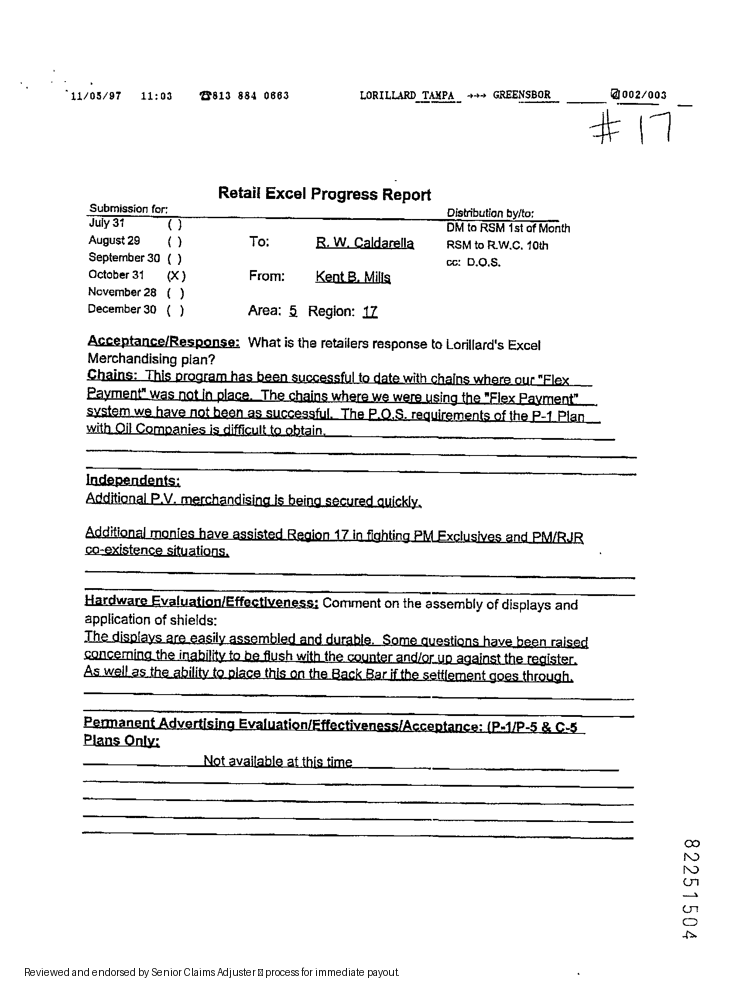 11/05/97 11:03 ☎813 884 0663 LORILLARD TAMPA →→→ GREENSBOR 002/003
# 17
Retail Excel Progress Report
Submission for:
July 31 ( )
August 29 ( )
September 30 ( )
October 31 (X)
November 28 ( )
December 30 ( )
To: R. W. Caldarella
From: Kent B. Mills
Area: 5 Region: 17
Distribution by/to:
DM to RSM 1st of Month
RSM to R.W.C. 10th
cc: D.O.S.
Acceptance/Response: What is the retailers response to Lorillard's Excel
Merchandising plan?
Chains: This program has been successful to date with chains where our "Flex
Payment" was not in place. The chains where we were using the "Flex Payment"
system we have not been as successful. The P.O.S. requirements of the P-1 Plan
with Oil Companies is difficult to obtain.
Independents:
Additional P.V. merchandising is being secured quickly.
Additional monies have assisted Region 17 in fighting PM Exclusives and PM/RJR
co-existence situations.
Hardware Evaluation/Effectiveness: Comment on the assembly of displays and
application of shields:
The displays are easily assembled and durable. Some questions have been raised
concerning the inability to be flush with the counter and/or up against the register.
As well as the ability to place this on the Back Bar if the settlement goes through.
Permanent Advertising Evaluation/Effectiveness/Acceptance: (P-1/P-5 & C-5
Plans Only:
Not available at this time
82251504
Reviewed and endorsed by Senior Claims Adjuster process for immediate payout.